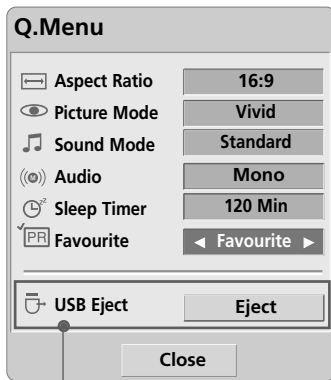 Q.Menu
Aspect Ratio 16:9
Picture Mode Vivid
Sound Mode Standard
Audio Mono
Sleep Timer 120 Min
PR Favourite ◄ Favourite ►
USB Eject Eject
Close